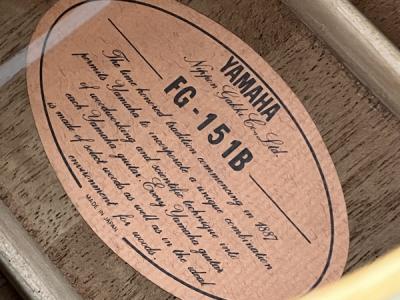 YAMAHA
Nippon Gakki Co. Ltd.
FG-151B
The time honored tradition commencing in 1887
permits Yamaha to incorporate a unique combination
of woodworking and scientific technique into
each Yamaha guitar. Every Yamaha guitar
is made of select woods as well as in the ideal
environment for woods
MADE IN JAPAN